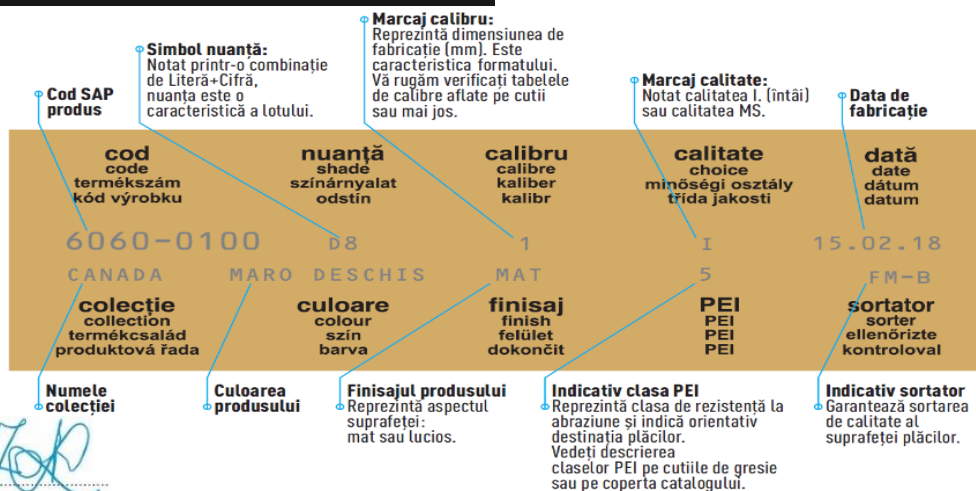 Marcaj calibru:
Reprezintă dimensiunea de
fabricație (mm). Este
caracteristica formatului.
Vă rugăm verificați tabelele
de calibre aflate pe cutii
sau mai jos.
Simbol nuanță:
Notat printr-o combinație
de Literă+Cifră,
nuanța este o
caracteristică a lotului.
Marcaj calitate:
Notat calitatea I. (întâi)
sau calitatea MS.
Cod SAP
produs
Data de
fabricație
cod nuanță calibru calitate dată
code shade calibre choice date
termékszám színárnyalat kaliber minőségi osztály dátum
kód výrobku odstín kalibr třída jakosti datum
6060-0100 D8 1 I 15.02.18
CANADA MARO DESCHIS MAT 5 FM-B
colecție culoare finisaj PEI sortator
collection colour finish PEI sorter
termékcsalád szín felület PEI ellenőrizte
produktová řada barva dokončit PEI kontroloval
Numele
colecției
Culoarea
produsului
Finisajul produsului
Reprezintă aspectul
suprafeței:
mat sau lucios.
Indicativ clasa PEI
Reprezintă clasa de rezistență la
abraziune și indică orientativ
destinația plăcilor.
Vedeți descrierea
claselor PEI pe cutiile de gresie
sau pe coperta catalogului.
Indicativ sortator
Garantează sortarea
de calitate al
suprafeței plăcilor.